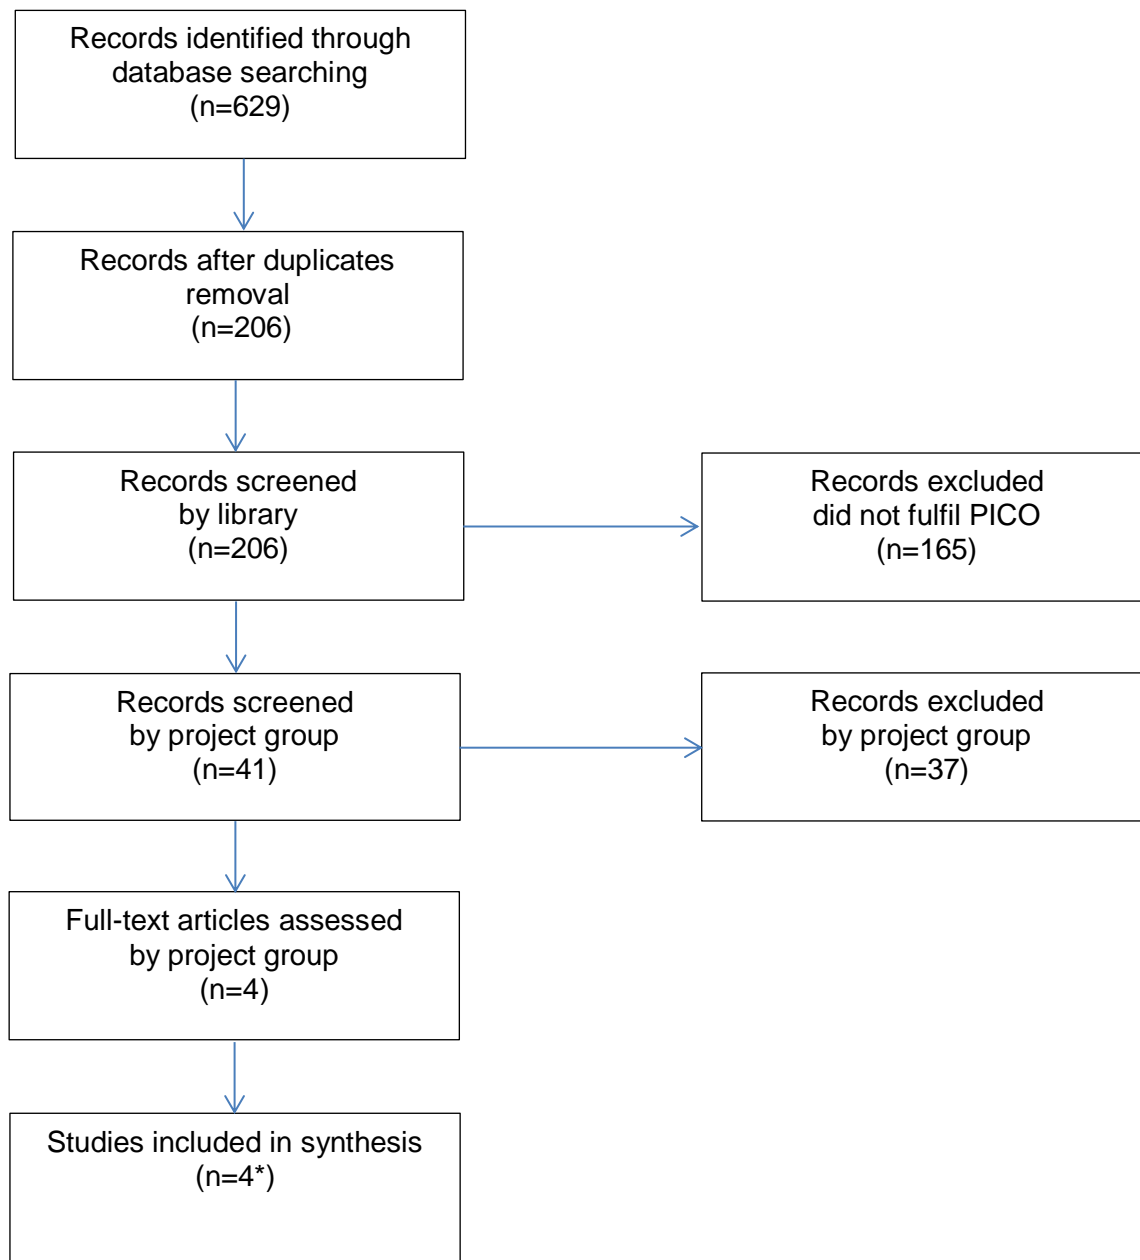 Records identified through
database searching
(n=629)
Records after duplicates
removal
(n=206)
Records screened
by library
(n=206)
Records excluded
did not fulfil PICO
(n=165)
Records screened
by project group
(n=41)
Records excluded
by project group
(n=37)
Full-text articles assessed
by project group
(n=4)
Studies included in synthesis
(n=4*)